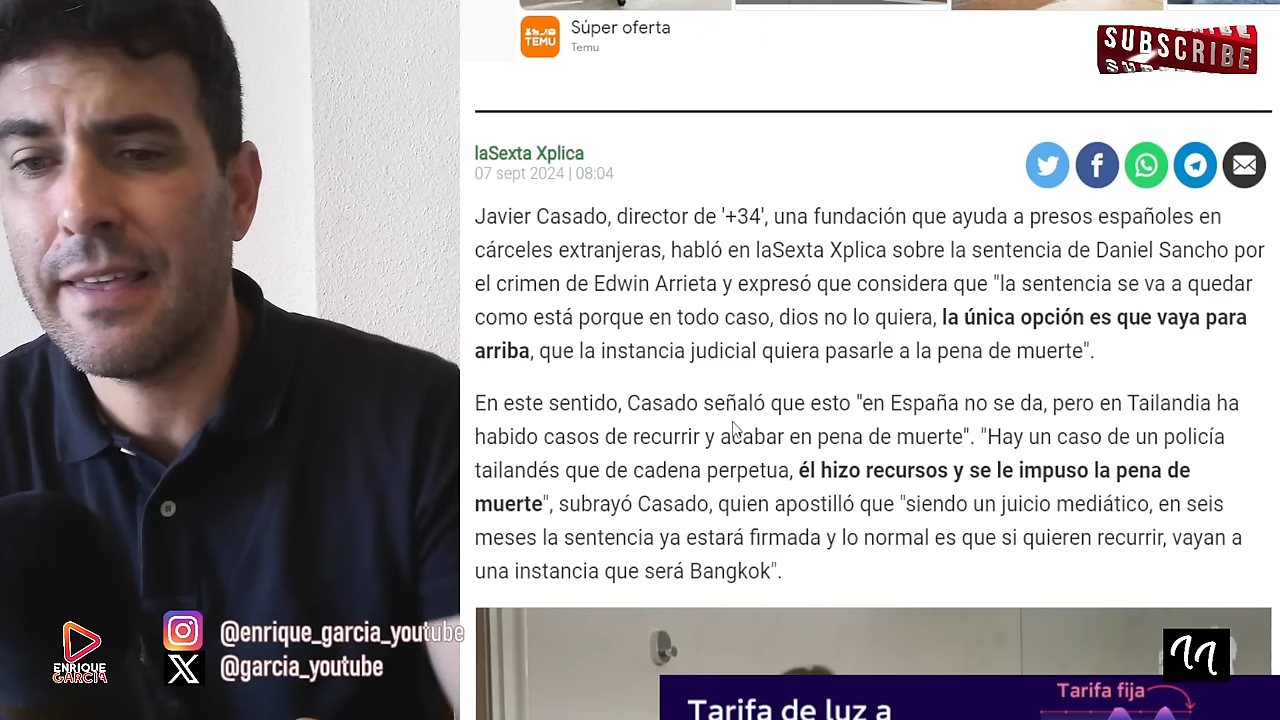 TEMU
Súper oferta
Temu
SUBSCRIBE
laSexta Xplica
07 sept 2024 | 08:04
Javier Casado, director de '+34', una fundación que ayuda a presos españoles en
cárceles extranjeras, habló en laSexta Xplica sobre la sentencia de Daniel Sancho por
el crimen de Edwin Arrieta y expresó que considera que "la sentencia se va a quedar
como está porque en todo caso, dios no lo quiera, la única opción es que vaya para
arriba, que la instancia judicial quiera pasarle a la pena de muerte".
En este sentido, Casado señaló que esto "en España no se da, pero en Tailandia ha
habido casos de recurrir y acabar en pena de muerte". "Hay un caso de un policía
tailandés que de cadena perpetua, él hizo recursos y se le impuso la pena de
muerte", subrayó Casado, quien apostilló que "siendo un juicio mediático, en seis
meses la sentencia ya estará firmada y lo normal es que si quieren recurrir, vayan a
una instancia que será Bangkok".
ENRIQUE
GARCIA
@enrique_garcia_youtube
@garcia_youtube
Tarifa de luz a
Tarifa fija